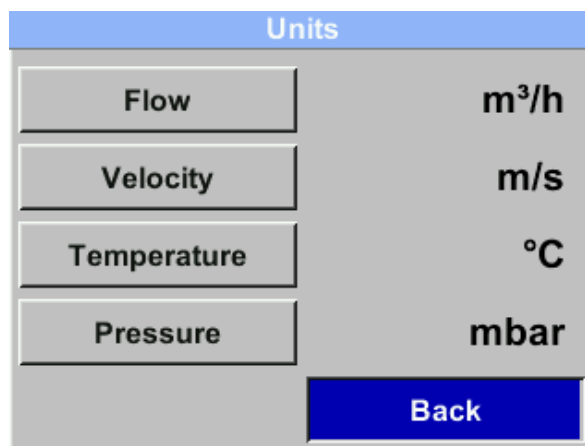 Units
Flow m³/h
Velocity m/s
Temperature °C
Pressure mbar
Back